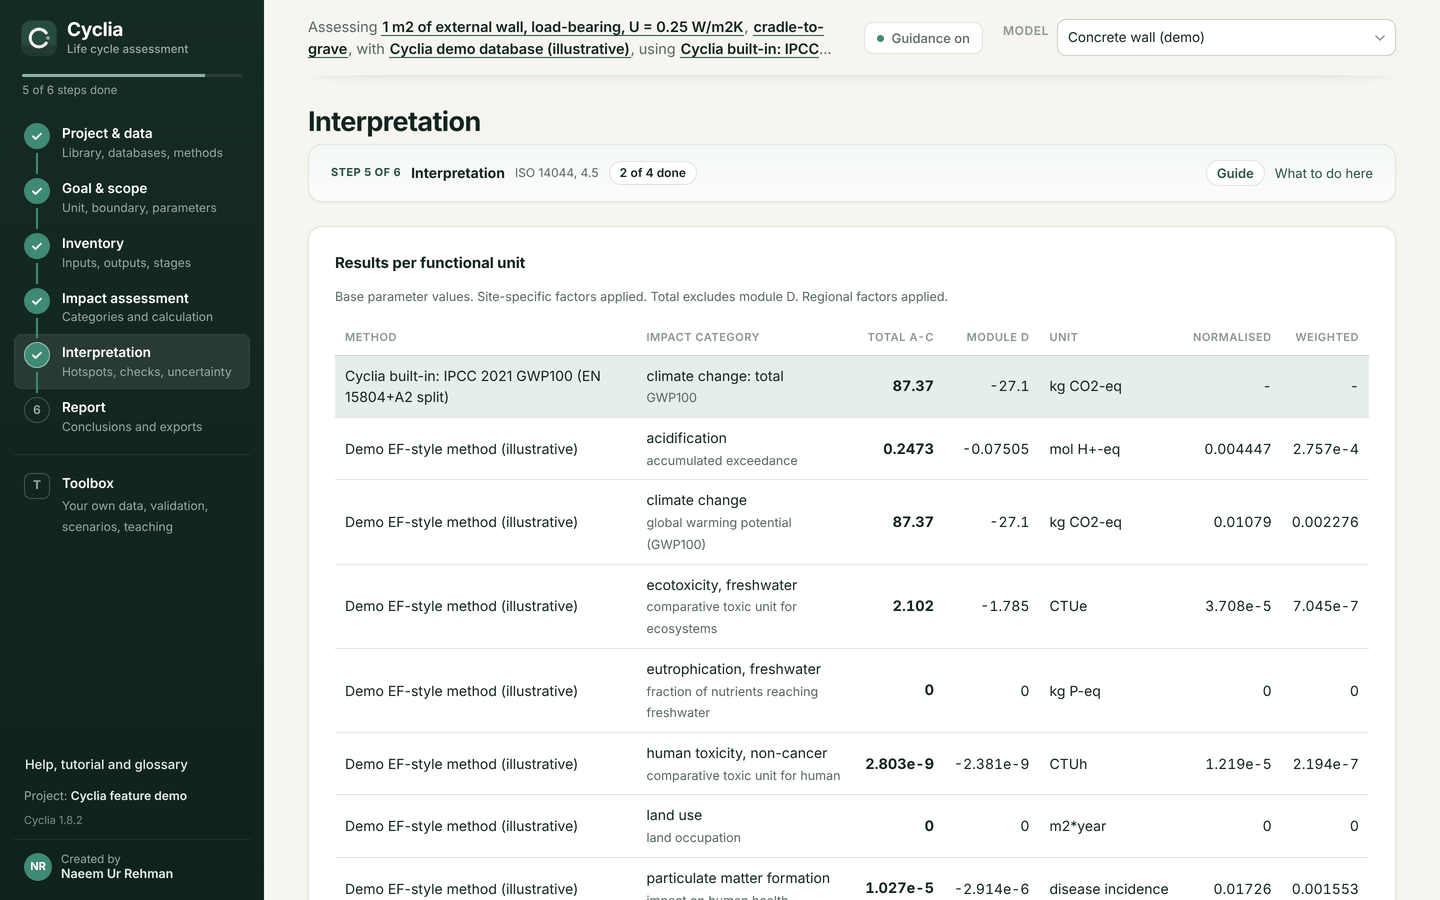 Cyclia
Life cycle assessment
5 of 6 steps done
Project & data
Library, databases, methods
Goal & scope
Unit, boundary, parameters
Inventory
Inputs, outputs, stages
Impact assessment
Categories and calculation
Interpretation
Hotspots, checks, uncertainty
6
Report
Conclusions and exports
T
Toolbox
Your own data, validation,
scenarios, teaching
Help, tutorial and glossary
Project: Cyclia feature demo
Cyclia 1.8.2
NR
Created by
Naeem Ur Rehman
Assessing 1 m2 of external wall, load-bearing, U = 0.25 W/m2K, cradle-to-
grave, with Cyclia demo database (illustrative), using Cyclia built-in: IPCC...
Guidance on
MODEL
Concrete wall (demo)
Interpretation
STEP 5 OF 6 Interpretation ISO 14044, 4.5 2 of 4 done
Guide What to do here
Results per functional unit
Base parameter values. Site-specific factors applied. Total excludes module D. Regional factors applied.
METHOD IMPACT CATEGORY TOTAL A-C MODULE D UNIT NORMALISED WEIGHTED
Cyclia built-in: IPCC 2021 GWP100 (EN
15804+A2 split)
climate change: total
GWP100
87.37 -27.1 kg CO2-eq - -
Demo EF-style method (illustrative)
acidification
accumulated exceedance
0.2473 -0.07505 mol H+-eq 0.004447 2.757e-4
Demo EF-style method (illustrative)
climate change
global warming potential
(GWP100)
87.37 -27.1 kg CO2-eq 0.01079 0.002276
Demo EF-style method (illustrative)
ecotoxicity, freshwater
comparative toxic unit for
ecosystems
2.102 -1.785 CTUe 3.708e-5 7.045e-7
Demo EF-style method (illustrative)
eutrophication, freshwater
fraction of nutrients reaching
freshwater
0 0 kg P-eq 0 0
Demo EF-style method (illustrative)
human toxicity, non-cancer
comparative toxic unit for human
2.803e-9 -2.381e-9 CTUh 1.219e-5 2.194e-7
Demo EF-style method (illustrative)
land use
land occupation
0 0 m2*year 0 0
Demo EF-style method (illustrative)
particulate matter formation
impact on human health
1.027e-5 -2.914e-6 disease incidence 0.01726 0.001553